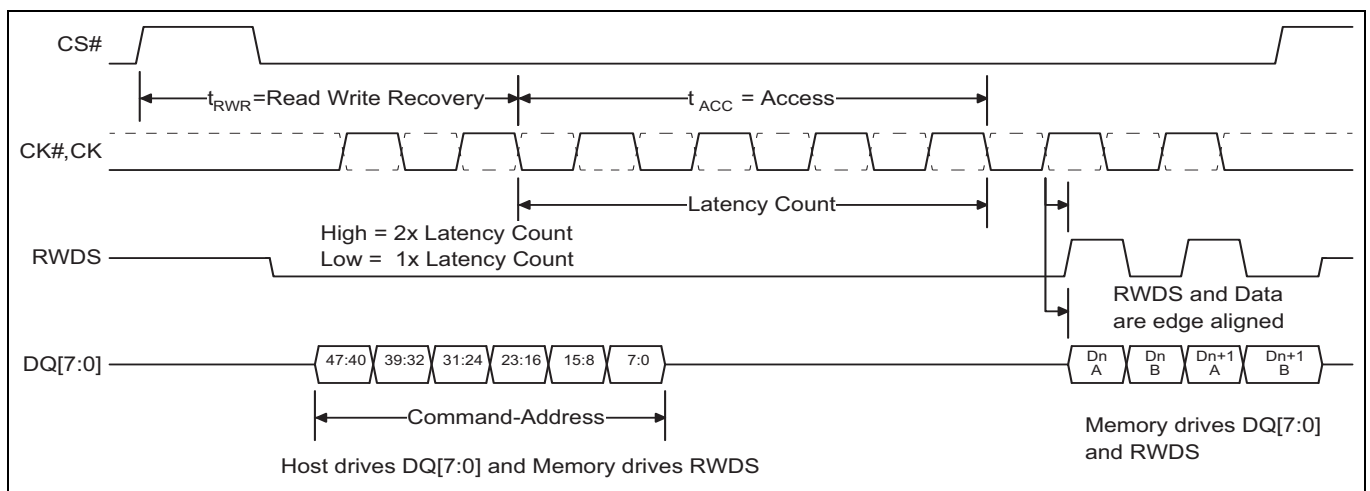 CS#
tRWR=Read Write Recovery
t ACC = Access
CK#,CK
Latency Count
High = 2x Latency Count
Low = 1x Latency Count
RWDS
RWDS and Data
are edge aligned
DQ[7:0]
47:40 39:32 31:24 23:16 15:8 7:0
Dn A
Dn B
Dn+1 A
Dn+1 B
Command-Address
Memory drives DQ[7:0]
and RWDS
Host drives DQ[7:0] and Memory drives RWDS